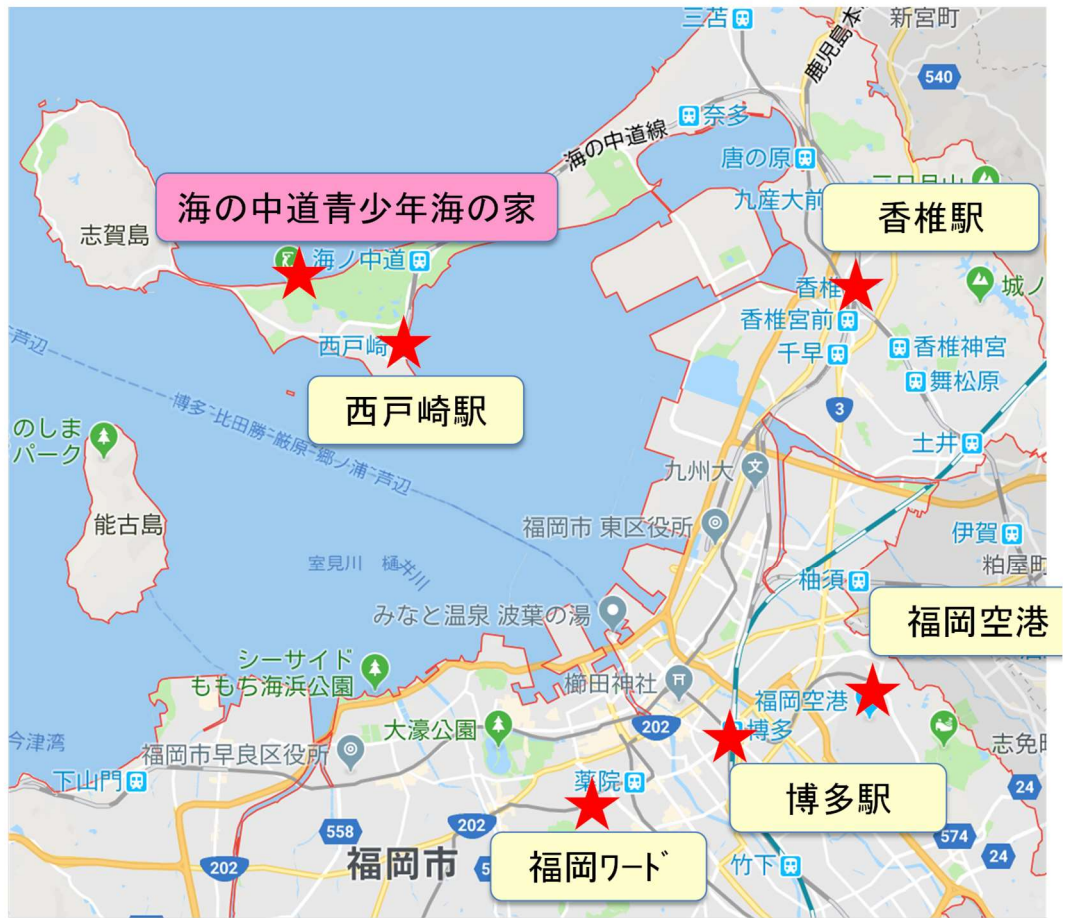 三苫
新宮町
鹿児島本
540
奈多
海の中道線
唐の原
九産大前
海の中道青少年海の家
香椎駅
志賀島
海ノ中道
香椎
城ノ
西戸崎
香椎宮前
千早
香椎神宮
舞松原
芦辺
西戸崎駅
3
博多-比田勝-厳原-郷ノ浦-芦辺
のしま
パーク
土井
九州大
能古島
福岡市 東区役所
伊賀
粕屋町
室見川 樋井川
柚須
みなと温泉 波葉の湯
福岡空港
シーサイド
ももち海浜公園
櫛田神社
福岡空港
大濠公園
202
博多
今津湾
福岡市早良区役所
志免町
下山門
薬院
24
博多駅
558
202
574
24
福岡市
5
福岡ワード
竹下
202